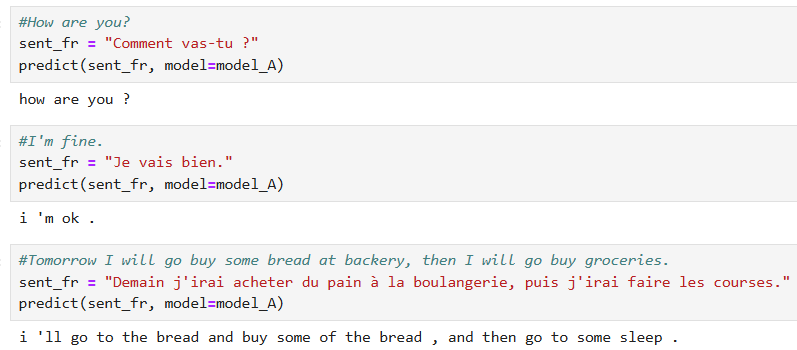 #How are you?
sent_fr = "Comment vas-tu ?"
predict(sent_fr, model=model_A)
how are you ?
#I'm fine.
sent_fr = "Je vais bien."
predict(sent_fr, model=model_A)
i 'm ok .
#Tomorrow I will go buy some bread at backery, then I will go buy groceries.
sent_fr = "Demain j'irai acheter du pain à la boulangerie, puis j'irai faire les courses."
predict(sent_fr, model=model_A)
i 'll go to the bread and buy some of the bread , and then go to some sleep .